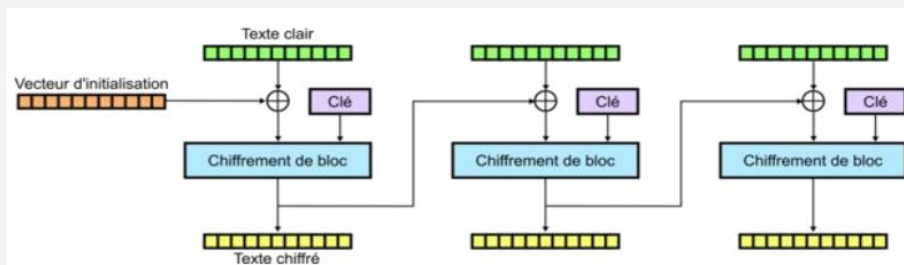 Texte clair
Vecteur d'initialisation
Clé Clé Clé
Chiffrement de bloc Chiffrement de bloc Chiffrement de bloc
Texte chiffré